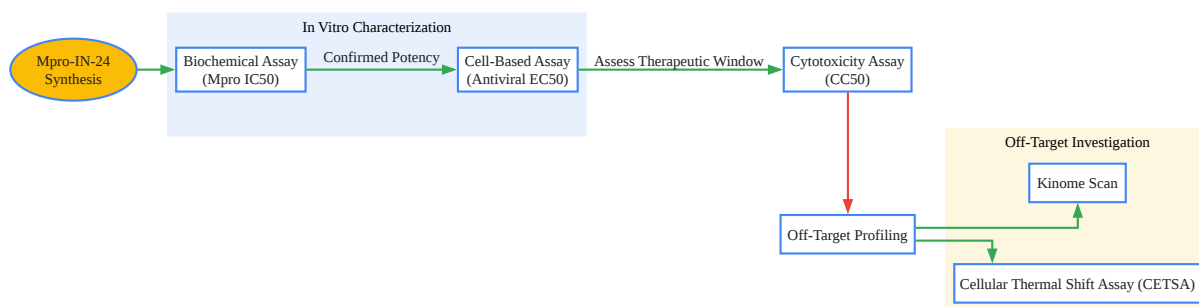 In Vitro Characterization
Mpro-IN-24
Synthesis
Biochemical Assay
(Mpro IC50)
Confirmed Potency
Cell-Based Assay
(Antiviral EC50)
Assess Therapeutic Window
Cytotoxicity Assay
(CC50)
Off-Target Investigation
Kinome Scan
Off-Target Profiling
Cellular Thermal Shift Assay (CETSA)